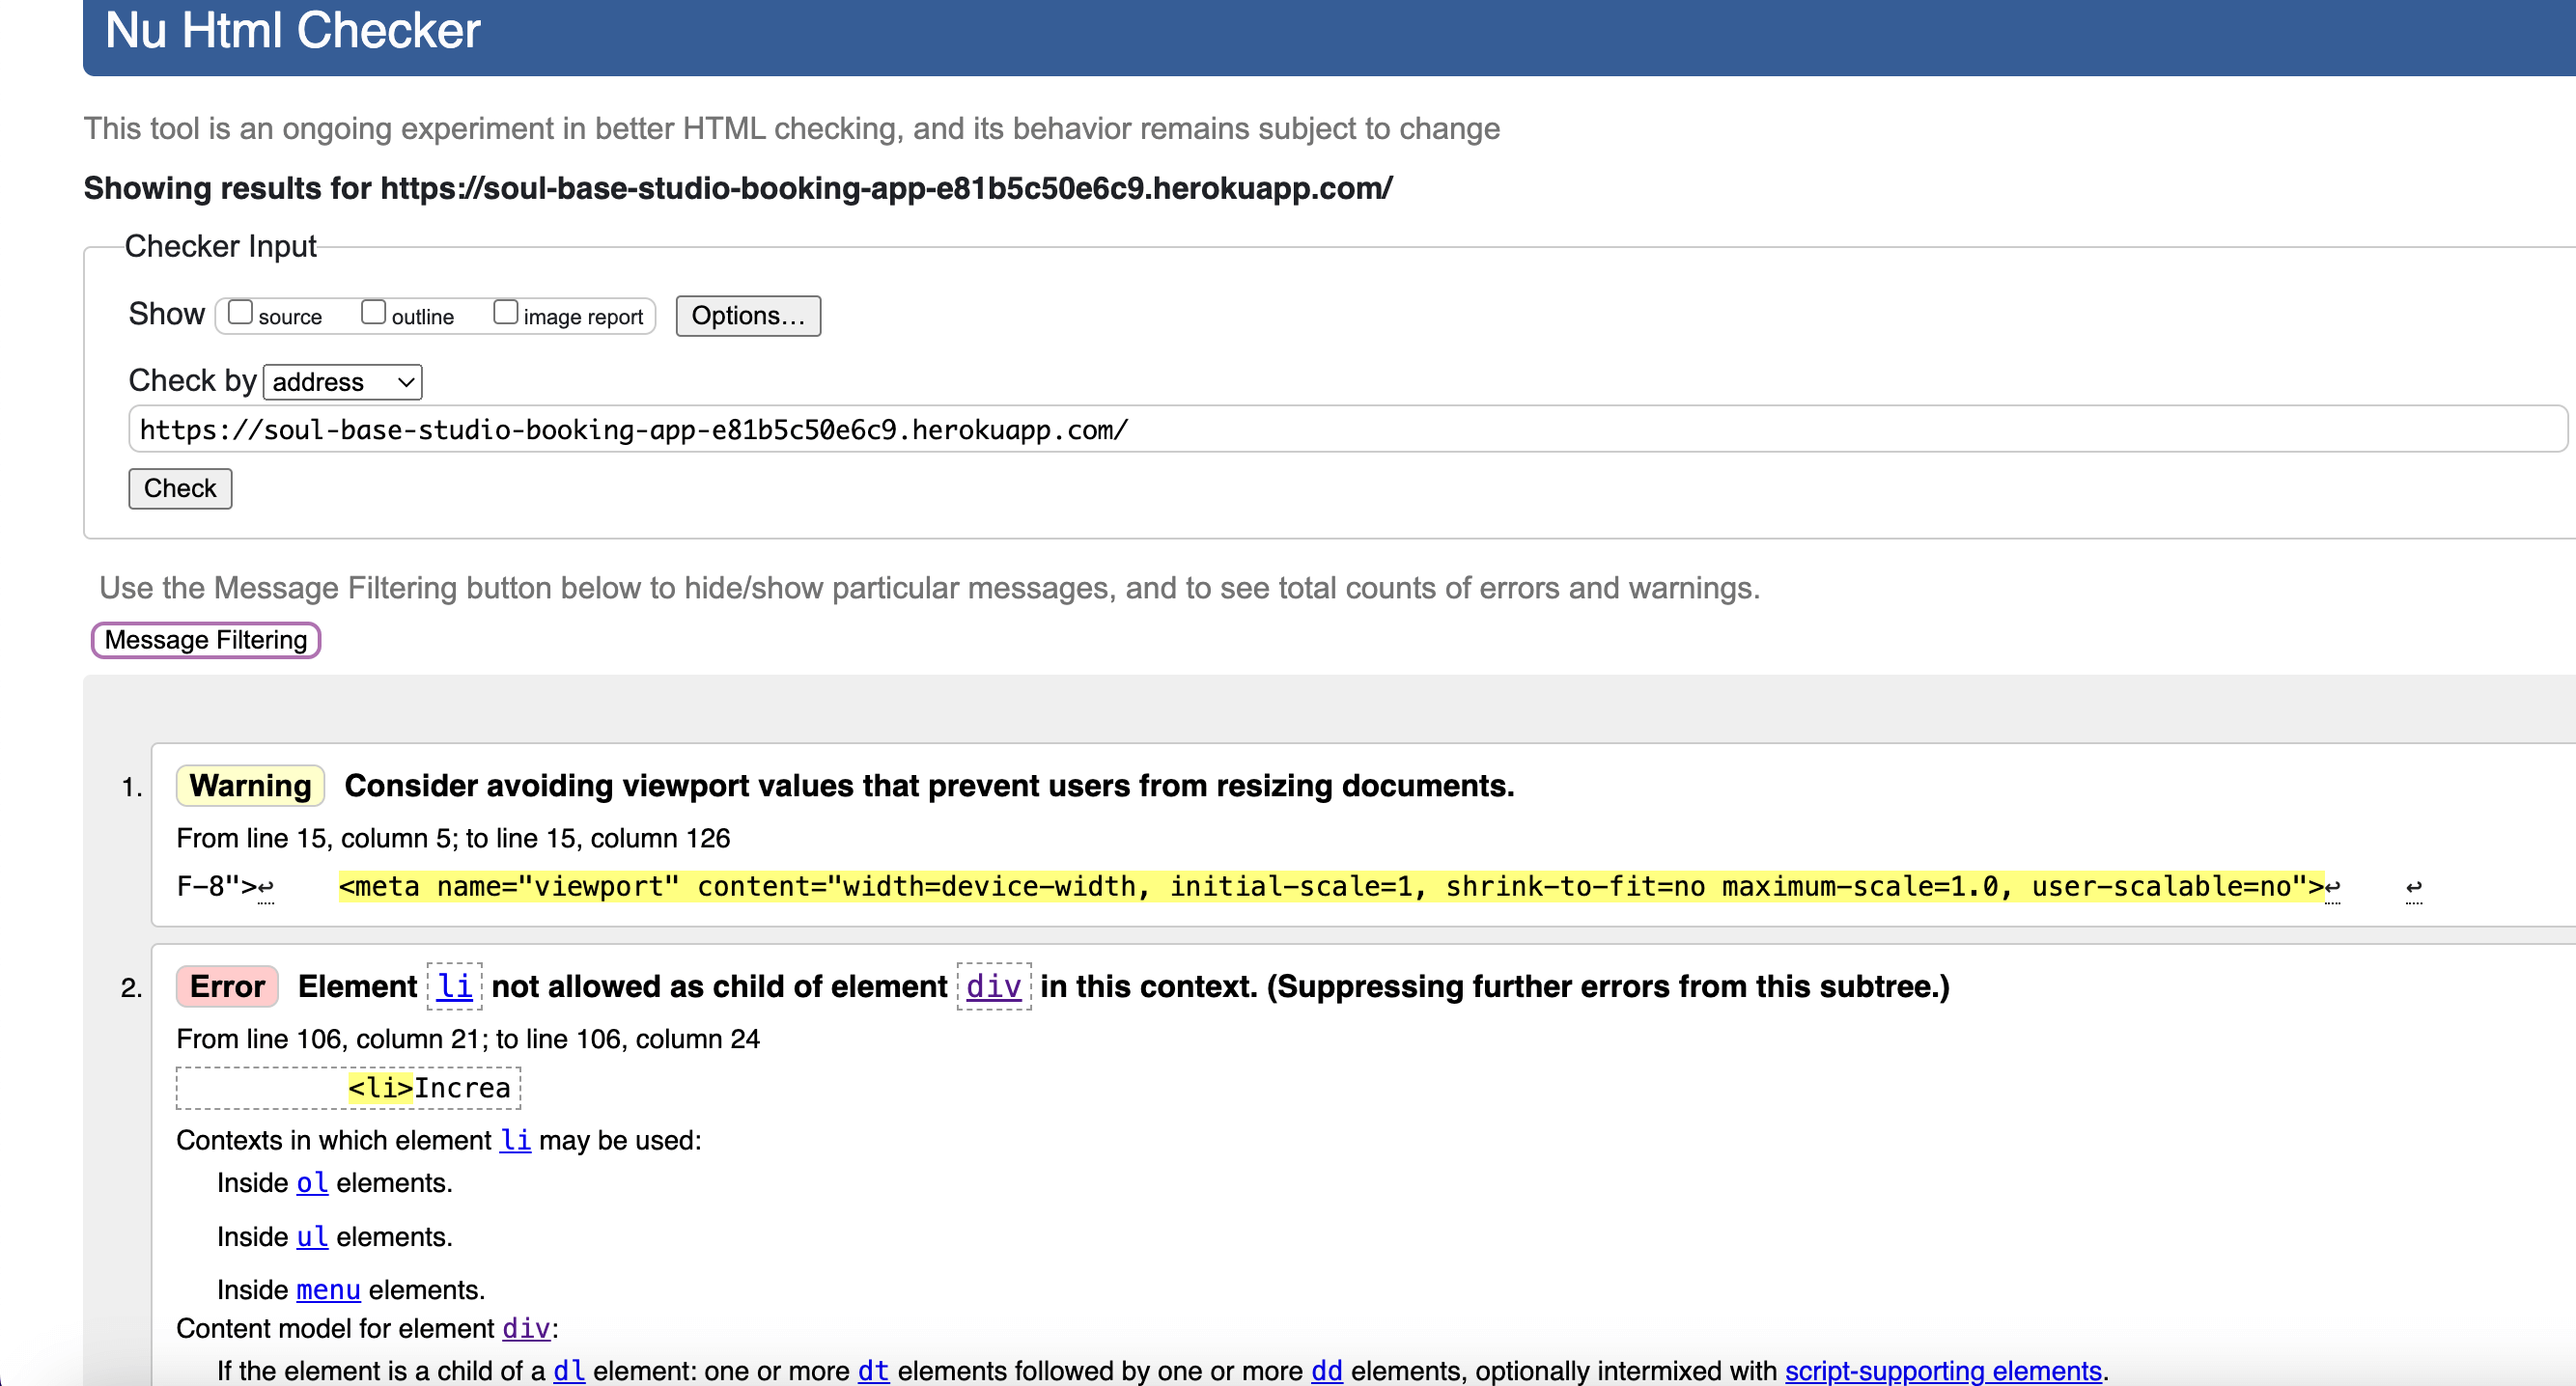 Nu Html Checker
This tool is an ongoing experiment in better HTML checking, and its behavior remains subject to change
Showing results for https://soul-base-studio-booking-app-e81b5c50e6c9.herokuapp.com/
Checker Input
Show source outline image report Options...
Check by address
https://soul-base-studio-booking-app-e81b5c50e6c9.herokuapp.com/
Check
Use the Message Filtering button below to hide/show particular messages, and to see total counts of errors and warnings.
Message Filtering
1. Warning Consider avoiding viewport values that prevent users from resizing documents.
From line 15, column 5; to line 15, column 126
F-8">↩ <meta name="viewport" content="width=device-width, initial-scale=1, shrink-to-fit=no maximum-scale=1.0, user-scalable=no">↩ ↩
2. Error Element li not allowed as child of element div in this context. (Suppressing further errors from this subtree.)
From line 106, column 21; to line 106, column 24
<li>Increa
Contexts in which element li may be used:
Inside ol elements.
Inside ul elements.
Inside menu elements.
Content model for element div:
If the element is a child of a dl element: one or more dt elements followed by one or more dd elements, optionally intermixed with script-supporting elements.